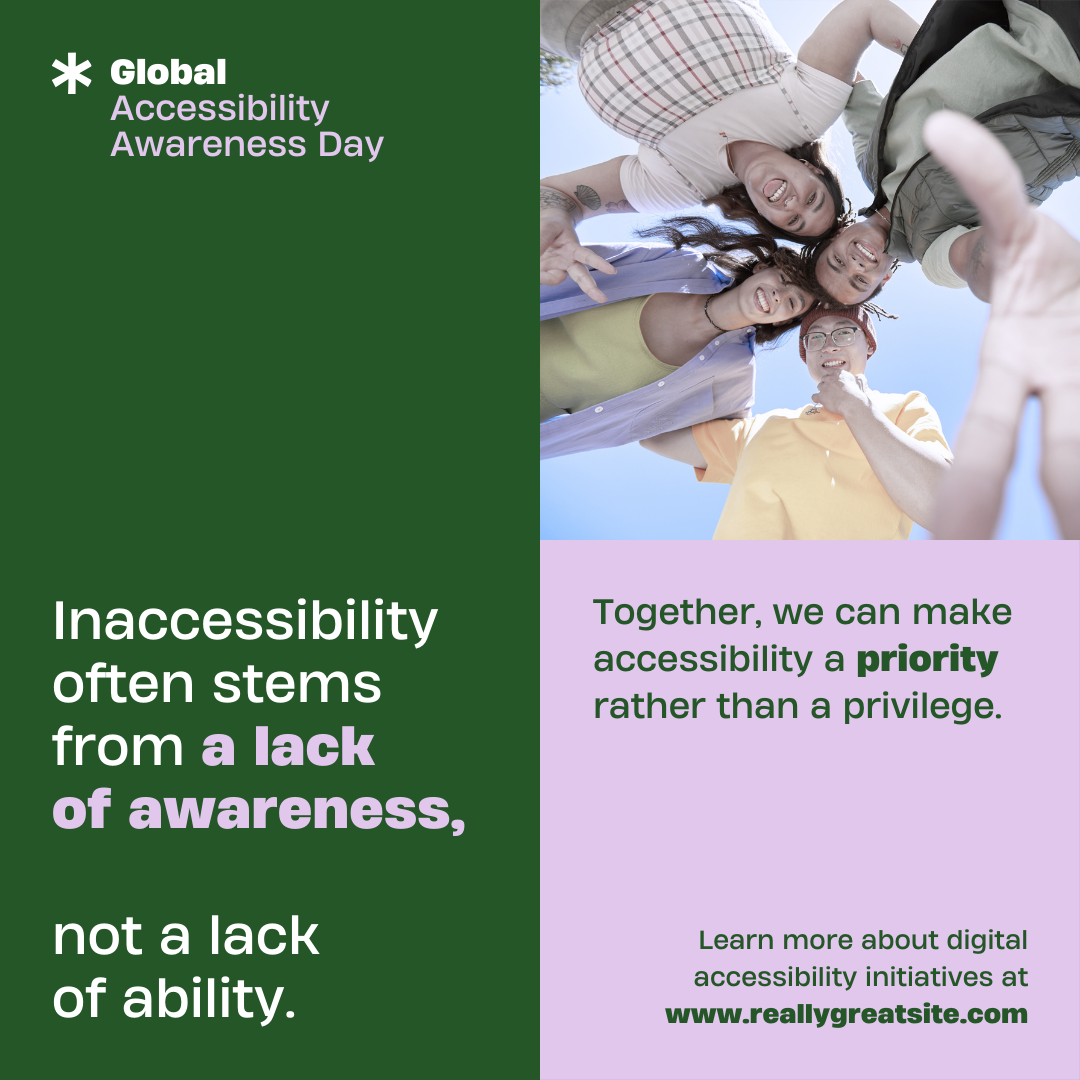 Global
Accessibility
Awareness Day
Inaccessibility
often stems
from a lack
of awareness,
not a lack
of ability.
Together, we can make
accessibility a priority
rather than a privilege.
Learn more about digital
accessibility initiatives at
www.reallygreatsite.com